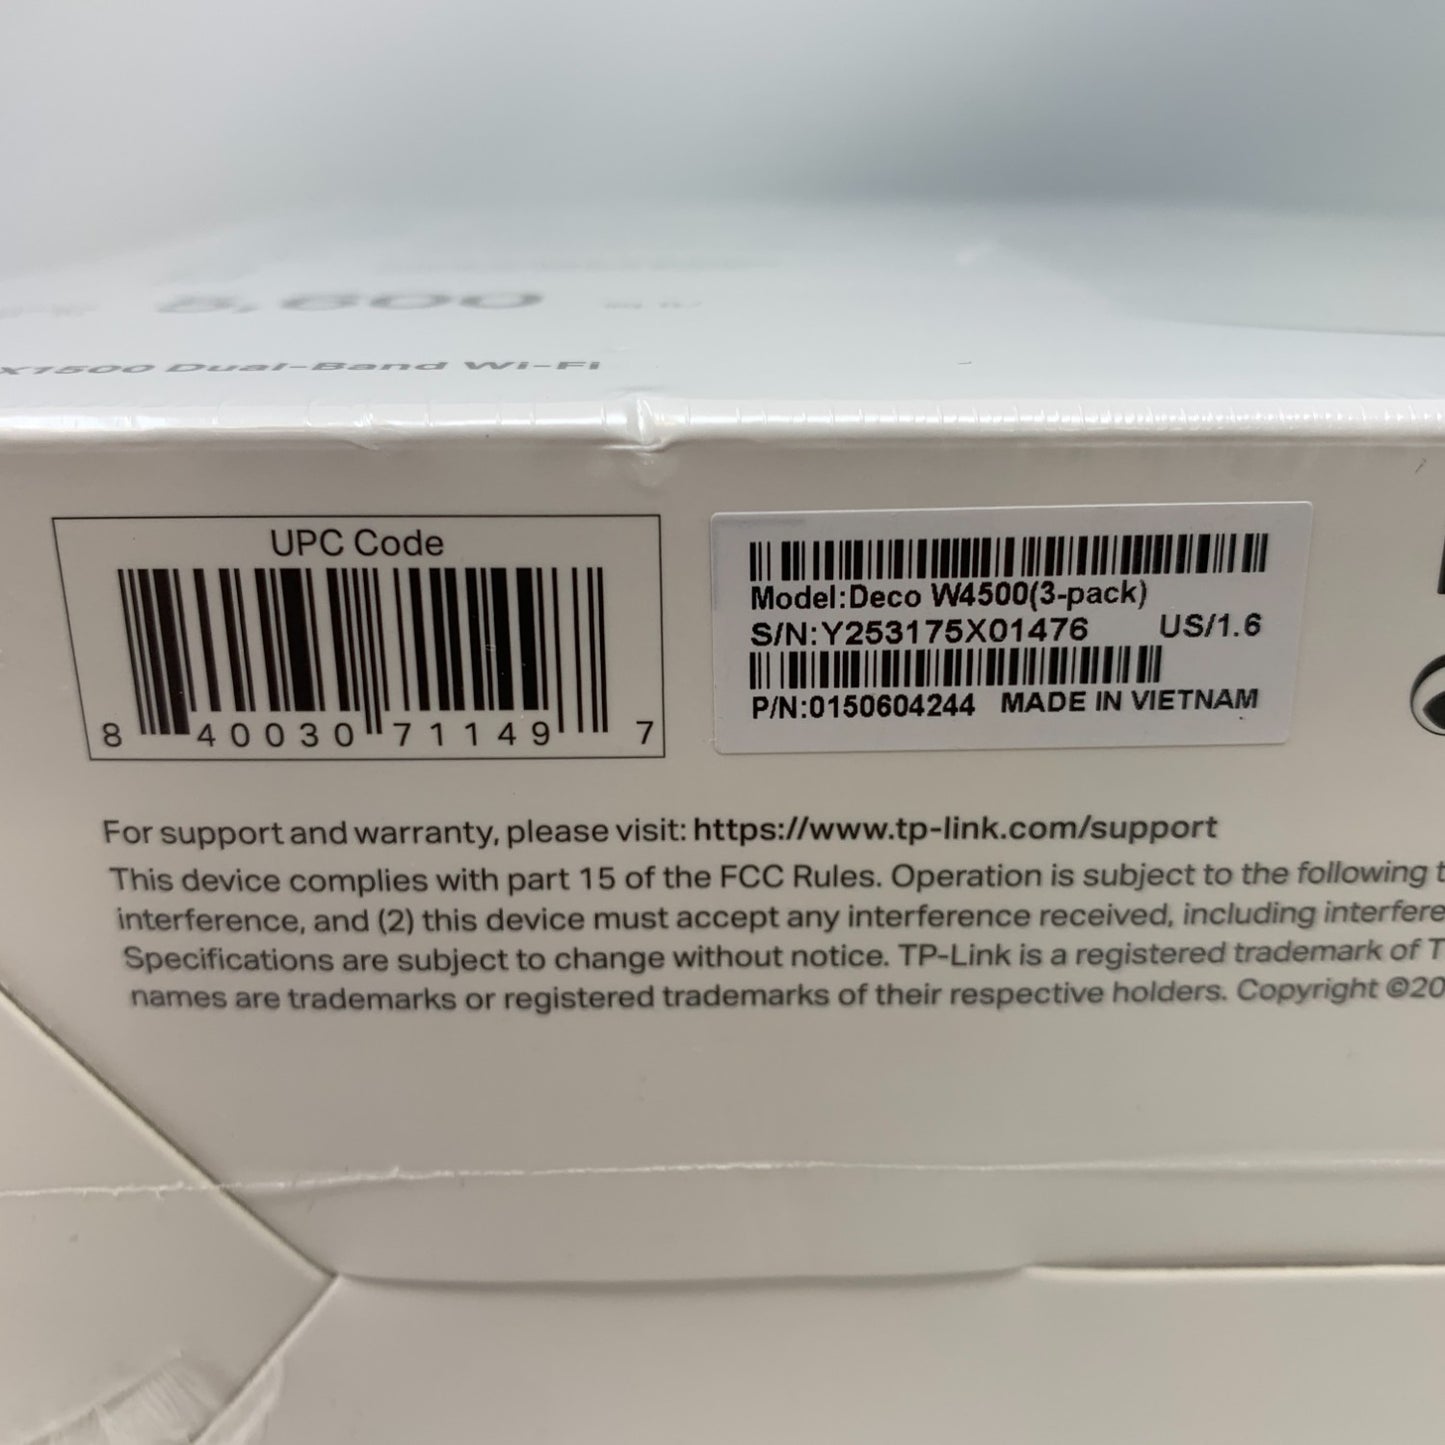 5,600
X1500 Dual-Band Wi-Fi
UPC Code
8 40030 71149 7
Model:Deco W4500(3-pack)
S/N:Y253175X01476 US/1.6
P/N:0150604244 MADE IN VIETNAM
For support and warranty, please visit: https://www.tp-link.com/support
This device complies with part 15 of the FCC Rules. Operation is subject to the following t
interference, and (2) this device must accept any interference received, including interfere
Specifications are subject to change without notice. TP-Link is a registered trademark of T
names are trademarks or registered trademarks of their respective holders. Copyright ©20